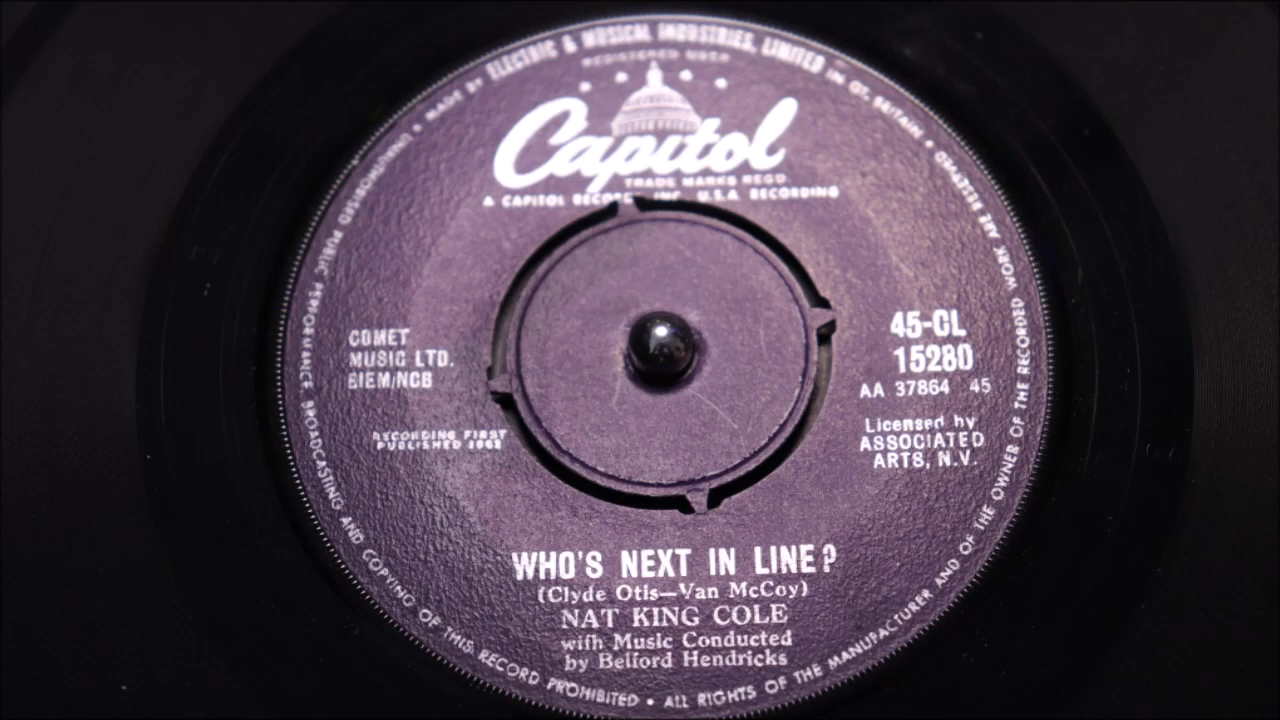 MADE BY ELECTRIC & MUSICAL INDUSTRIES, LIMITED IN GT. BRITAIN • ALL RIGHTS OF THE MANUFACTURER AND OF THE OWNER OF THE RECORDED WORK ARE RESERVED
UNAUTHORISED PUBLIC PERFORMANCE BROADCASTING AND COPYING OF THIS RECORD PROHIBITED •
Capitol
TRADE MARKS REGD
A CAPITOL RECORDS, INC. U.S.A. RECORDING
COMET
MUSIC LTD.
BIEM/NCB
RECORDING FIRST
PUBLISHED 1962
45-CL
15280
AA 37864 45
Licensed by
ASSOCIATED
ARTS, N.V.
WHO'S NEXT IN LINE?
(Clyde Otis—Van McCoy)
NAT KING COLE
with Music Conducted
by Belford Hendricks